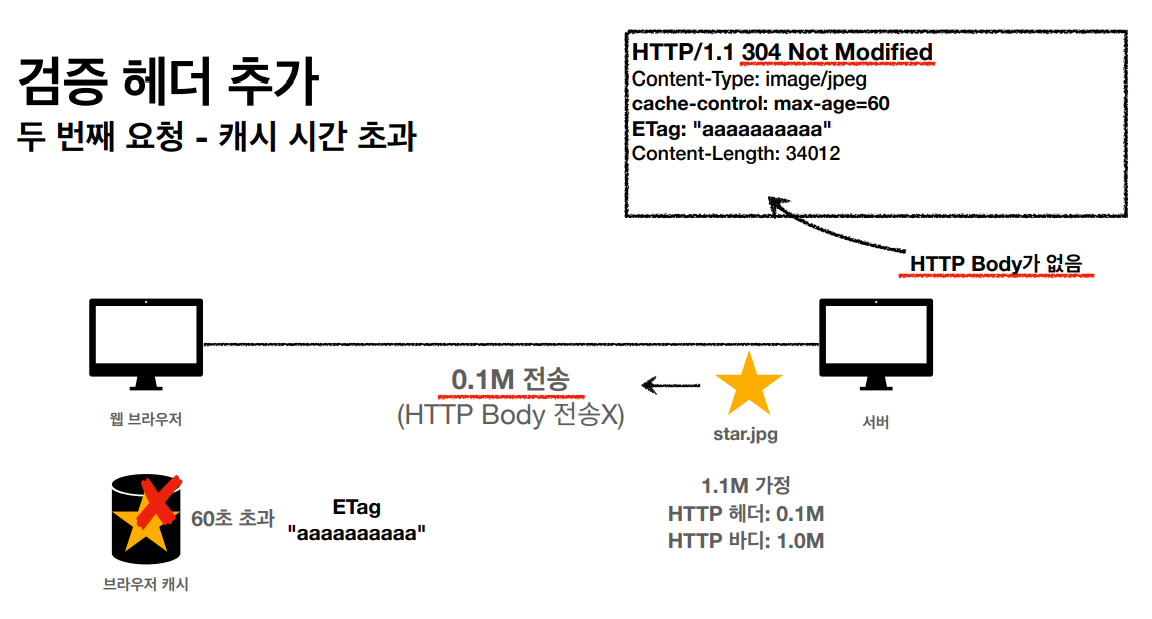 검증 헤더 추가
두 번째 요청 - 캐시 시간 초과
HTTP/1.1 304 Not Modified
Content-Type: image/jpeg
cache-control: max-age=60
ETag: "aaaaaaaaaa"
Content-Length: 34012
HTTP Body가 없음
0.1M 전송
(HTTP Body 전송X)
웹 브라우저
star.jpg
서버
1.1M 가정
HTTP 헤더: 0.1M
HTTP 바디: 1.0M
60초 초과
ETag
"aaaaaaaaaa"
브라우저 캐시